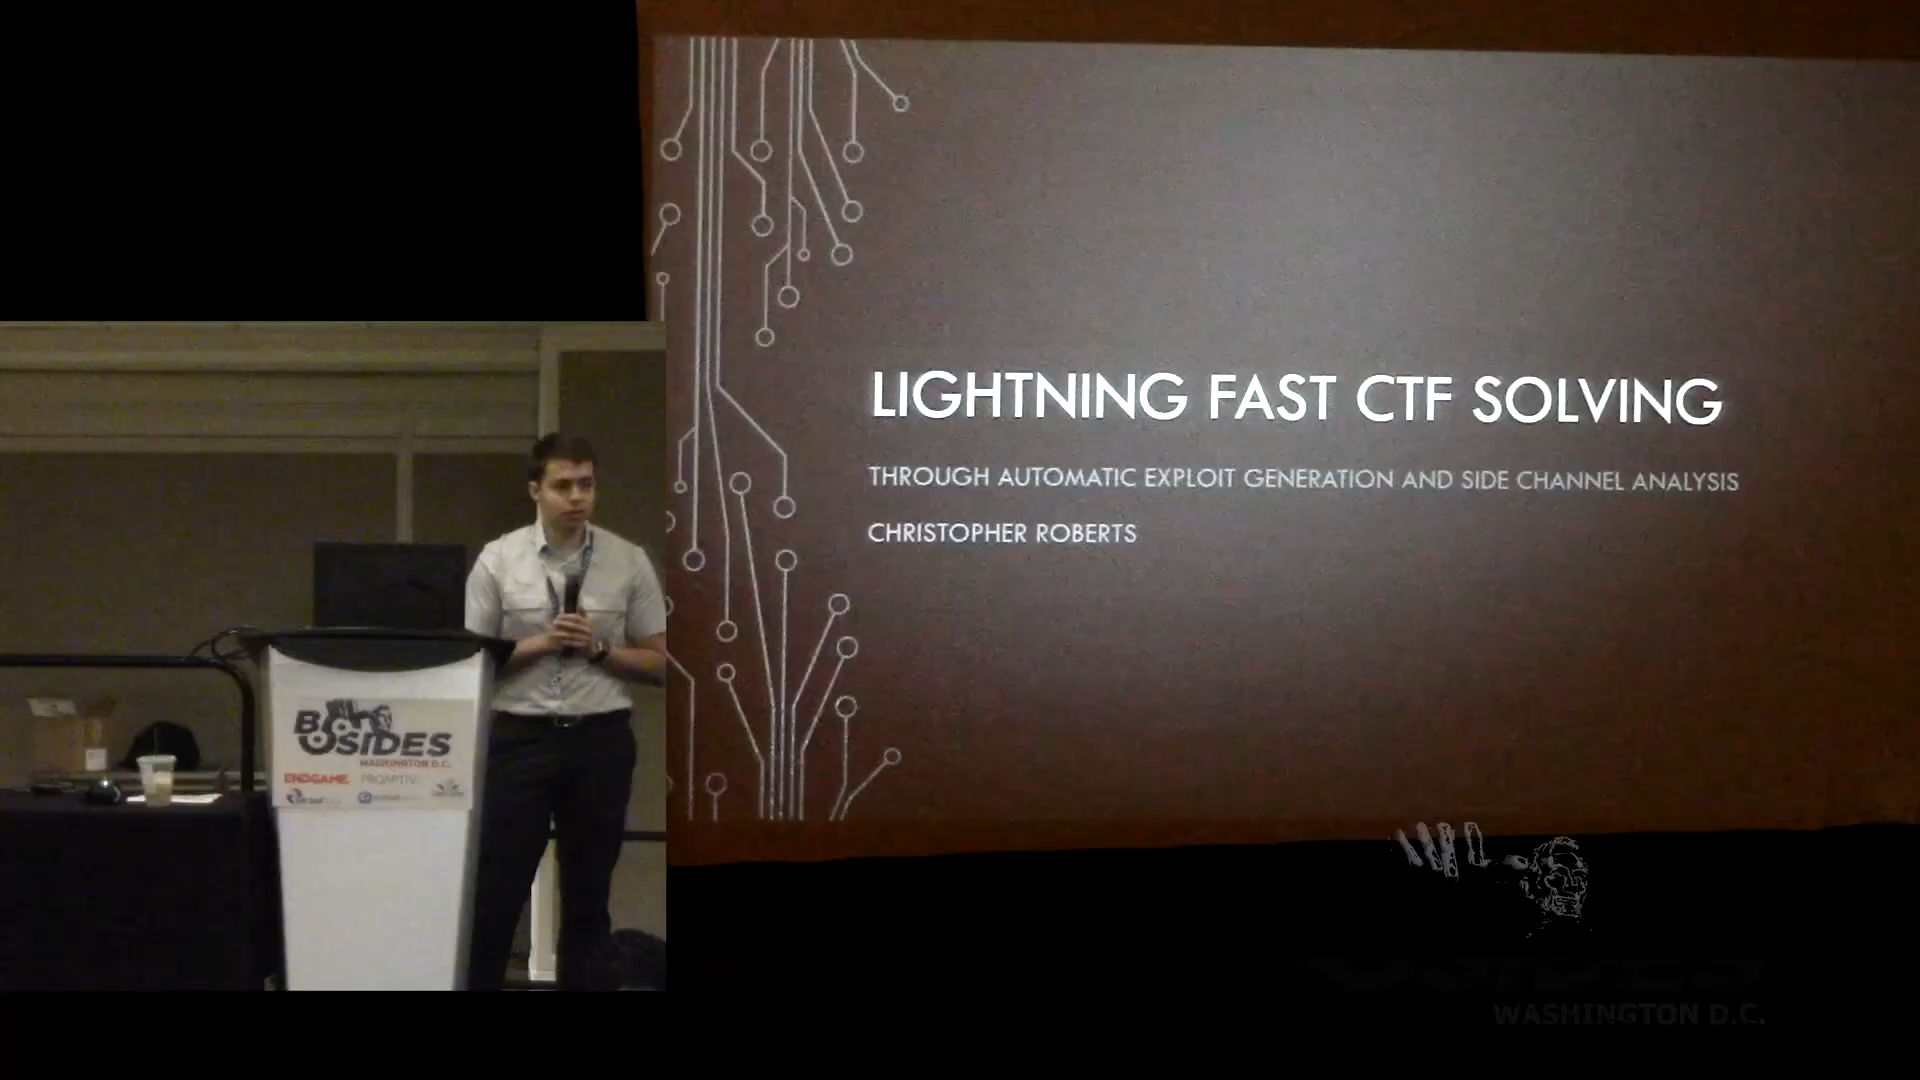 LIGHTNING FAST CTF SOLVING
THROUGH AUTOMATIC EXPLOIT GENERATION AND SIDE CHANNEL ANALYSIS
CHRISTOPHER ROBERTS
BSIDES
WASHINGTON D.C.
ENDGAME.
WASHINGTON D.C.